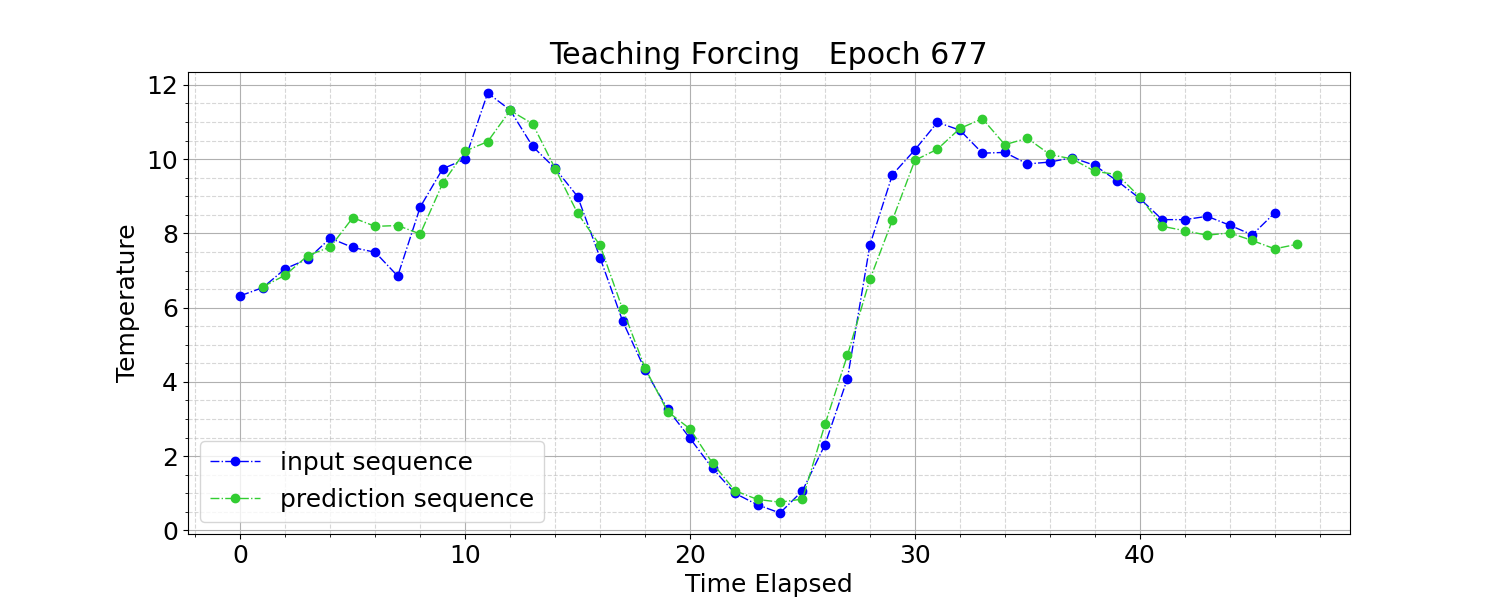 Teaching Forcing   Epoch 677
12
10
8
6
4
2
0
Temperature
input sequence
prediction sequence
0 10 20 30 40
Time Elapsed